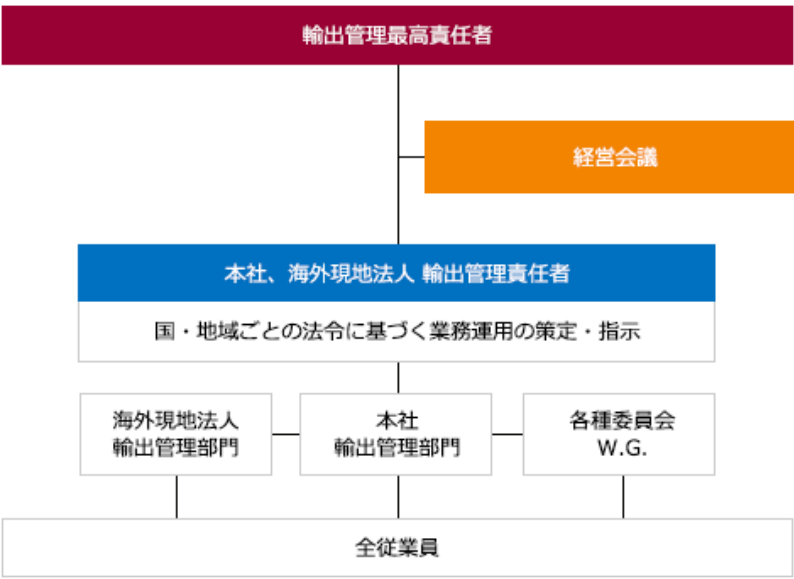 輸出管理最高責任者
経営会議
本社、海外現地法人 輸出管理責任者
国・地域ごとの法令に基づく業務運用の策定・指示
海外現地法人
輸出管理部門
本社
輸出管理部門
各種委員会
W.G.
全従業員